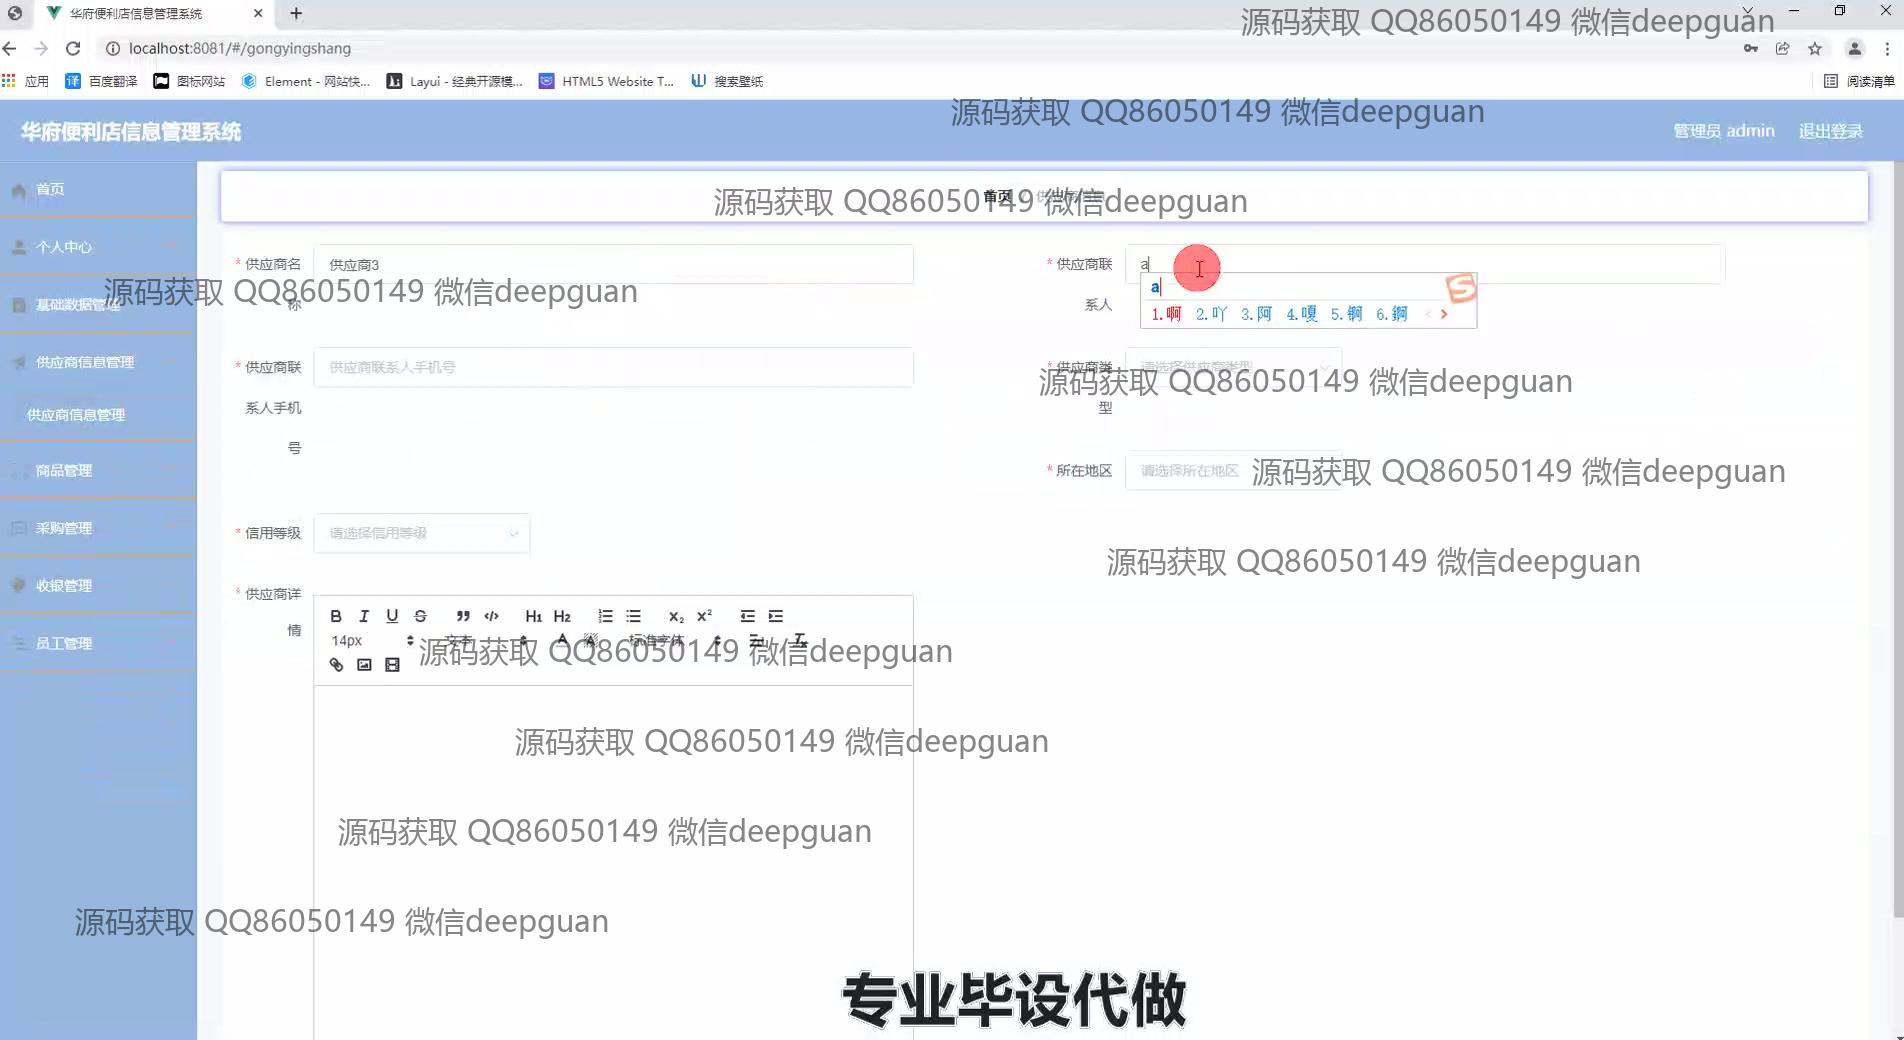 华府便利店信息管理系统
源码获取 QQ86050149 微信deepguan
localhost:8081/#/gongyingshang
应用 百度翻译 图标网站 Element - 网站快... Layui - 经典开源模... HTML5 Website T... 搜索壁纸 阅读清单
源码获取 QQ86050149 微信deepguan
华府便利店信息管理系统
管理员 admin 退出登录
首页
首页
源码获取 QQ86050149 微信deepguan
个人中心
* 供应商名称 供应商3
* 供应商联系人 a
a
1.啊 2.吖 3.阿 4.嗄 5.锕 6.錒
源码获取 QQ86050149 微信deepguan
基础数据管理
供应商信息管理
* 供应商联系人手机号 供应商联系人手机号
* 供应商类型 请选择供应商类型
源码获取 QQ86050149 微信deepguan
供应商信息管理
商品管理
* 所在地区 请选择所在地区
源码获取 QQ86050149 微信deepguan
采购管理
* 信用等级 请选择信用等级
源码获取 QQ86050149 微信deepguan
收银管理
* 供应商详情
B I U S H1 H2 x₂ x²
员工管理
14px 文本 A A 标准字体
源码获取 QQ86050149 微信deepguan
源码获取 QQ86050149 微信deepguan
源码获取 QQ86050149 微信deepguan
源码获取 QQ86050149 微信deepguan
专业毕设代做